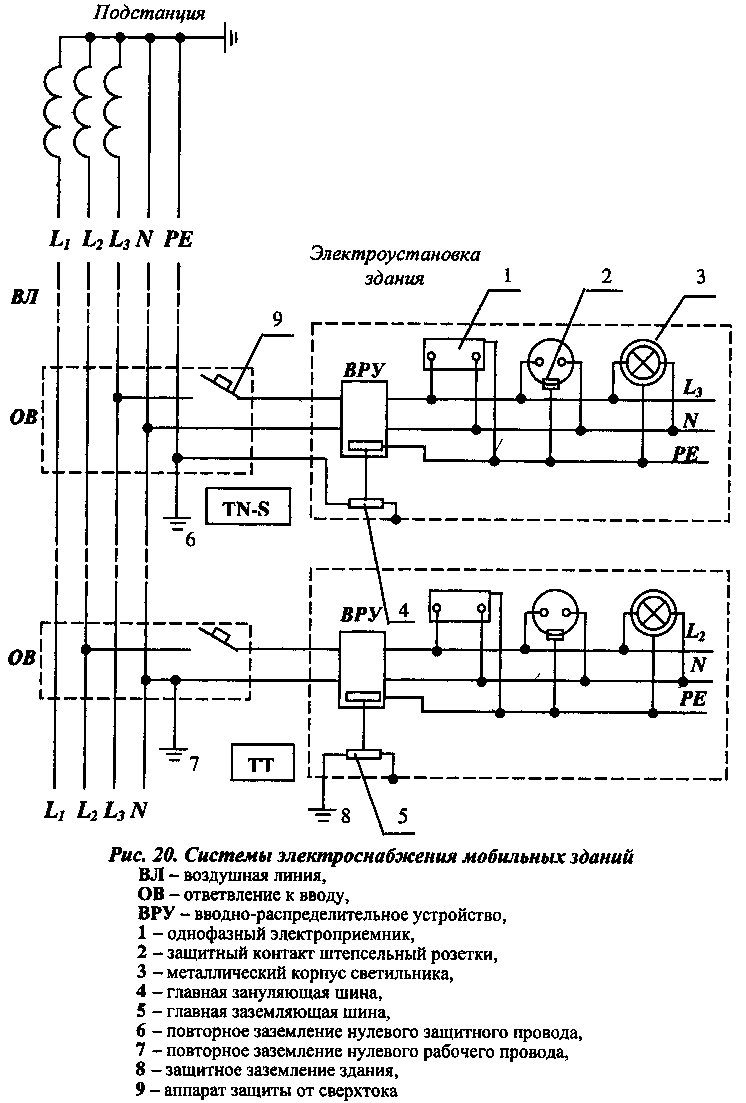 Подстанция
L1 L2 L3 N PE
Электроустановка
здания
1 2 3
ВЛ
9
ВРУ
L3
ОВ
N
PE
TN-S
6
4
ВРУ
L2
ОВ
N
PE
7
TT
8 5
L1 L2 L3 N
Рис. 20. Системы электроснабжения мобильных зданий
ВЛ – воздушная линия,
ОВ – ответвление к вводу,
ВРУ – вводно-распределительное устройство,
1 – однофазный электроприемник,
2 – защитный контакт штепсельный розетки,
3 – металлический корпус светильника,
4 – главная зануляющая шина,
5 – главная заземляющая шина,
6 – повторное заземление нулевого защитного провода,
7 – повторное заземление нулевого рабочего провода,
8 – защитное заземление здания,
9 – аппарат защиты от сверхтока